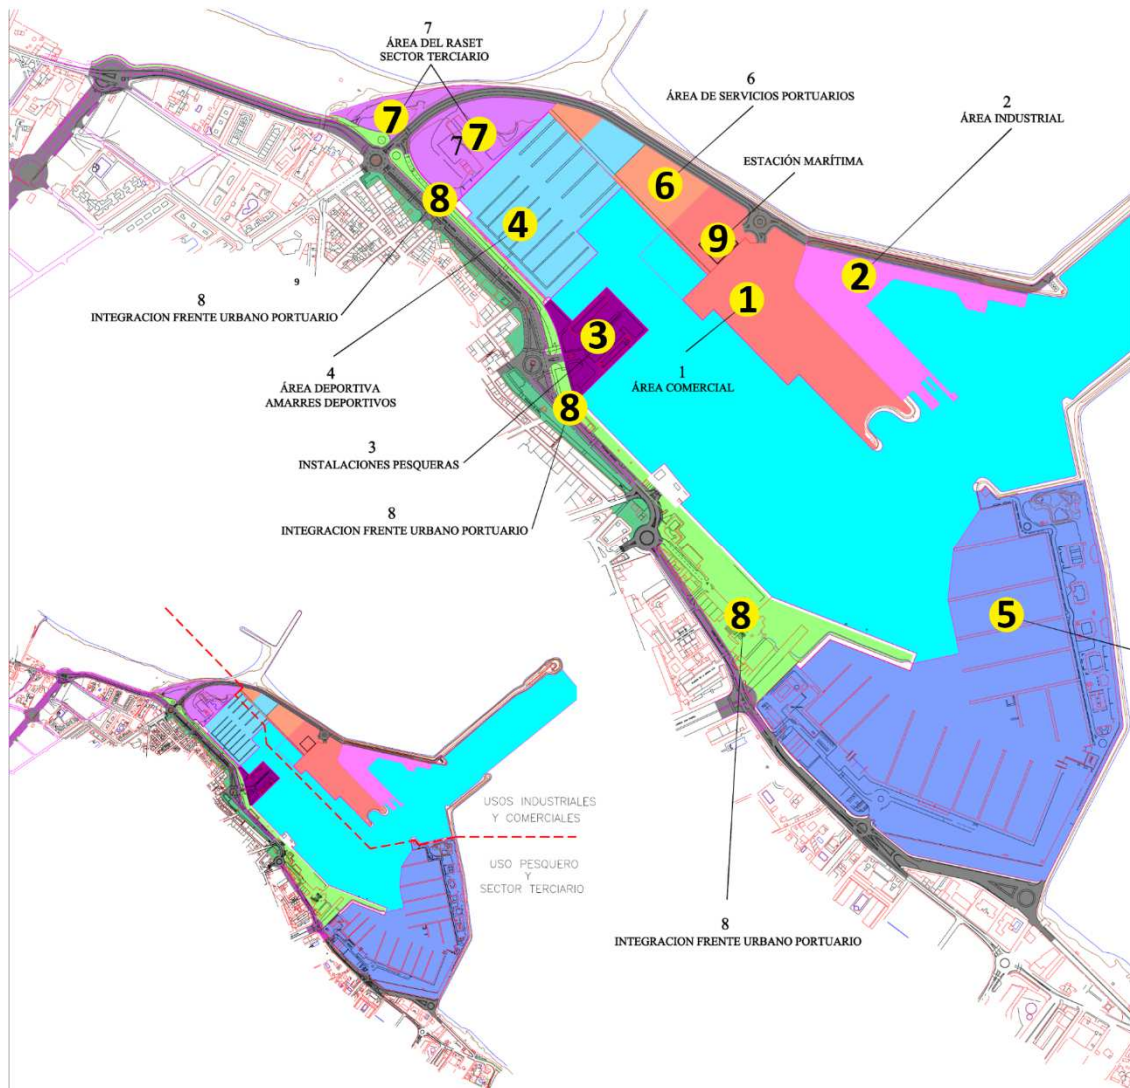 7
ÁREA DEL RASET
SECTOR TERCIARIO
6
ÁREA DE SERVICIOS PORTUARIOS
2
ÁREA INDUSTRIAL
ESTACIÓN MARÍTIMA
7
7
7
6
8
4
9
2
1
9
8
INTEGRACION FRENTE URBANO PORTUARIO
3
4
ÁREA DEPORTIVA
AMARRES DEPORTIVOS
1
ÁREA COMERCIAL
8
3
INSTALACIONES PESQUERAS
8
INTEGRACION FRENTE URBANO PORTUARIO
8
5
USOS INDUSTRIALES
Y COMERCIALES
USO PESQUERO
Y
SECTOR TERCIARIO
8
INTEGRACION FRENTE URBANO PORTUARIO